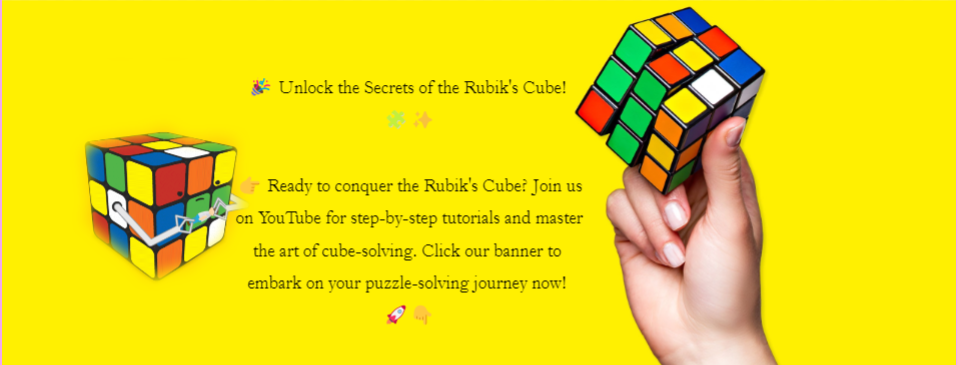 🎉 Unlock the Secrets of the Rubik's Cube!
🧩✨
👉 Ready to conquer the Rubik's Cube? Join us
on YouTube for step-by-step tutorials and master
the art of cube-solving. Click our banner to
embark on your puzzle-solving journey now!
🚀👇